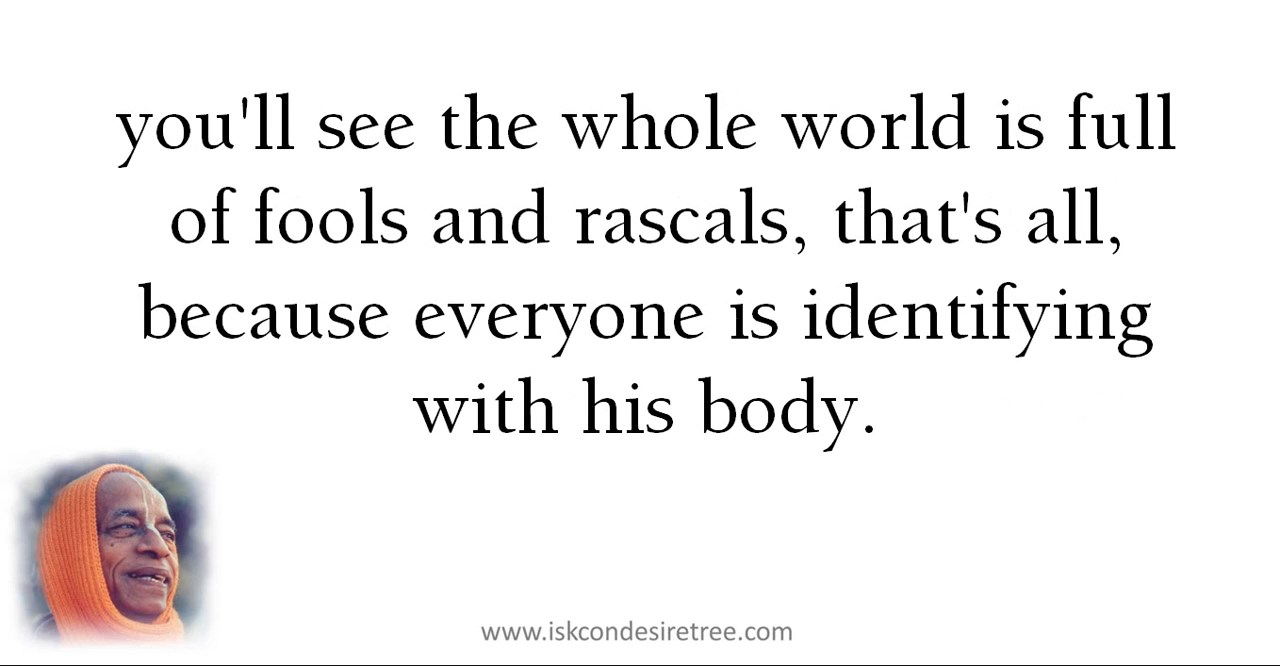 you'll see the whole world is full
of fools and rascals, that's all,
because everyone is identifying
with his body.
www.iskcondesiretree.com